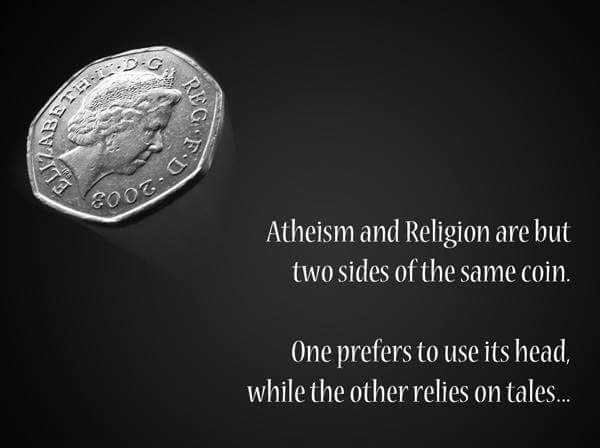 ELIZABETH·II·D·G REG·F·D·2003
Atheism and Religion are but
two sides of the same coin.
One prefers to use its head,
while the other relies on tales...